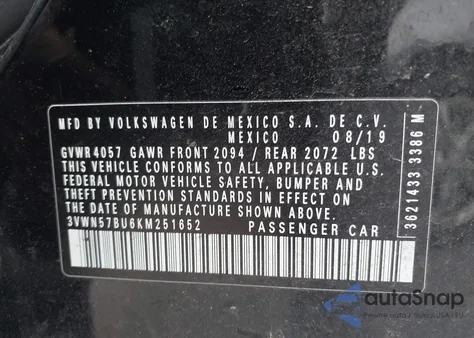 MFD BY VOLKSWAGEN DE MEXICO S.A. DE C.V.
MEXICO 08/19
GVWR4057 GAWR FRONT 2094 / REAR 2072 LBS
THIS VEHICLE CONFORMS TO ALL APPLICABLE
FEDERAL MOTOR VEHICLE SAFETY, BUMPER AND
THEFT PREVENTION STANDARDS IN EFFECT ON
THE DATE OF MANUFACTURE SHOWN ABOVE
3VWN57BU6KM251652 PASSENGER CAR
3621433 3386 M
autoSnap